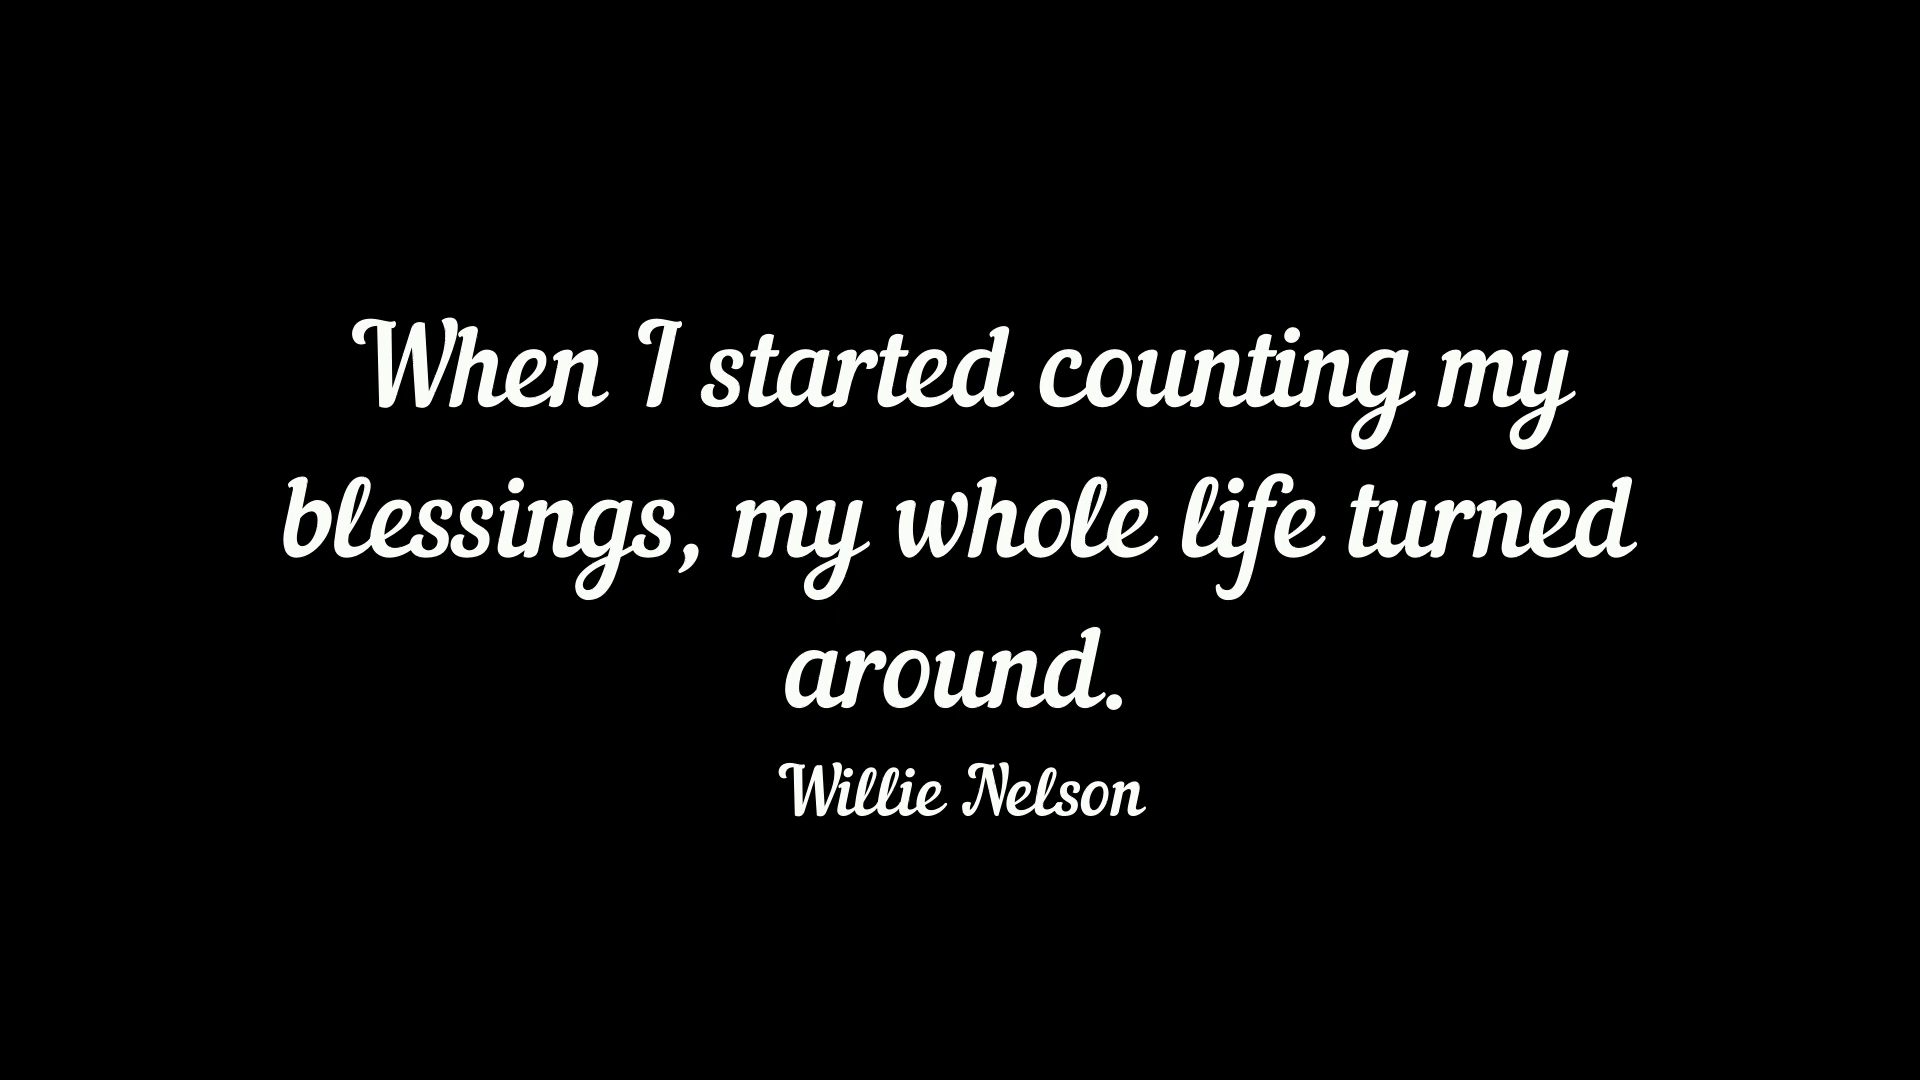 When I started counting my
blessings, my whole life turned
around.
Willie Nelson